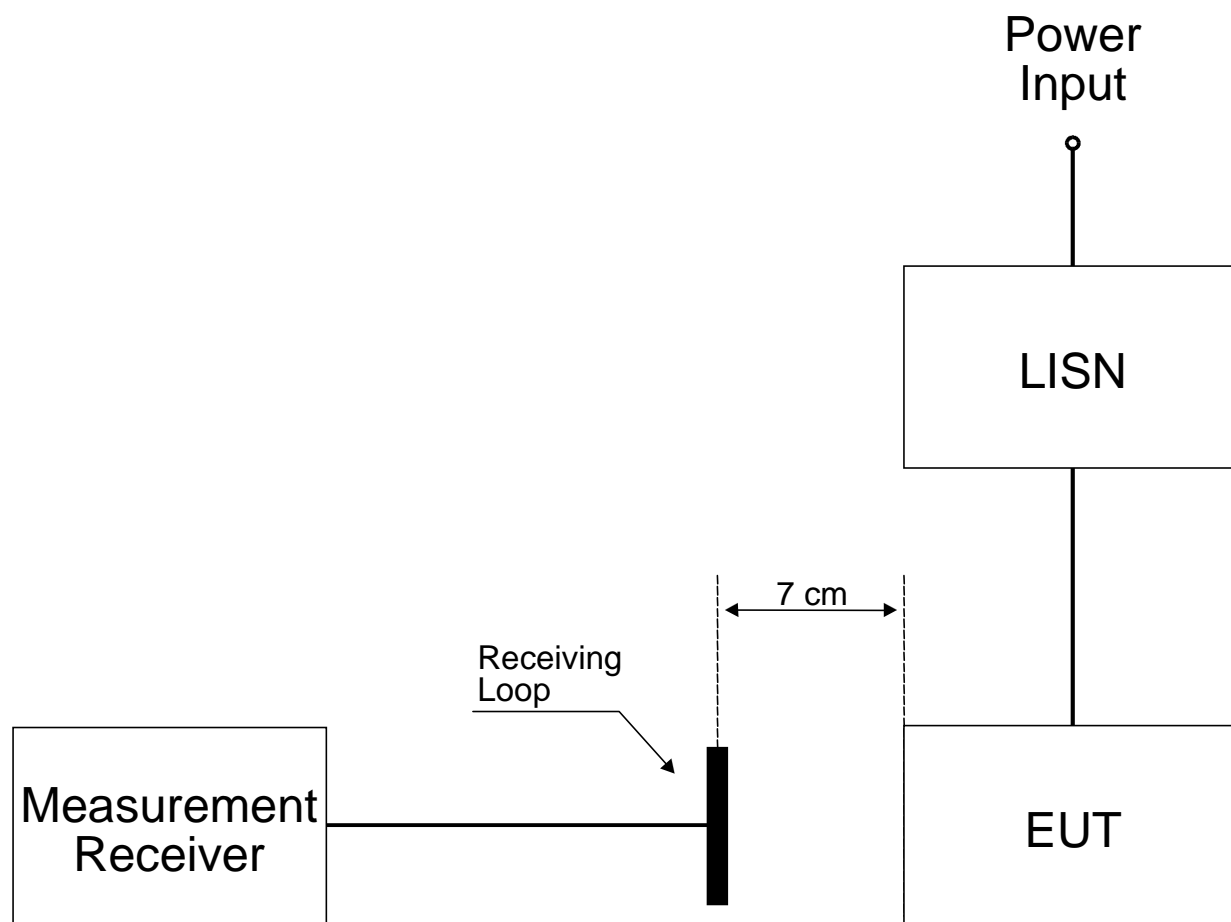 Power
Input
LISN
7 cm
Receiving
Loop
Measurement
Receiver
EUT